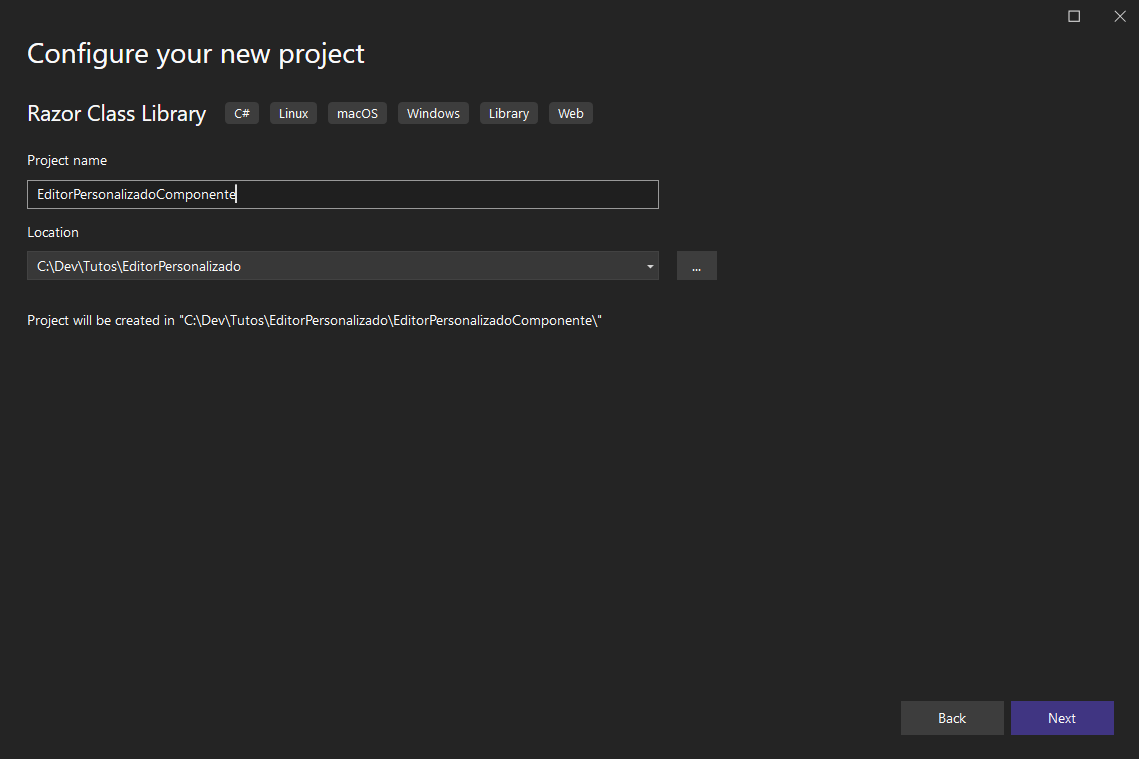 Configure your new project
Razor Class Library C# Linux macOS Windows Library Web
Project name
EditorPersonalizadoComponente
Location
C:\Dev\Tutos\EditorPersonalizado ...
Project will be created in "C:\Dev\Tutos\EditorPersonalizado\EditorPersonalizadoComponente\"
Back Next